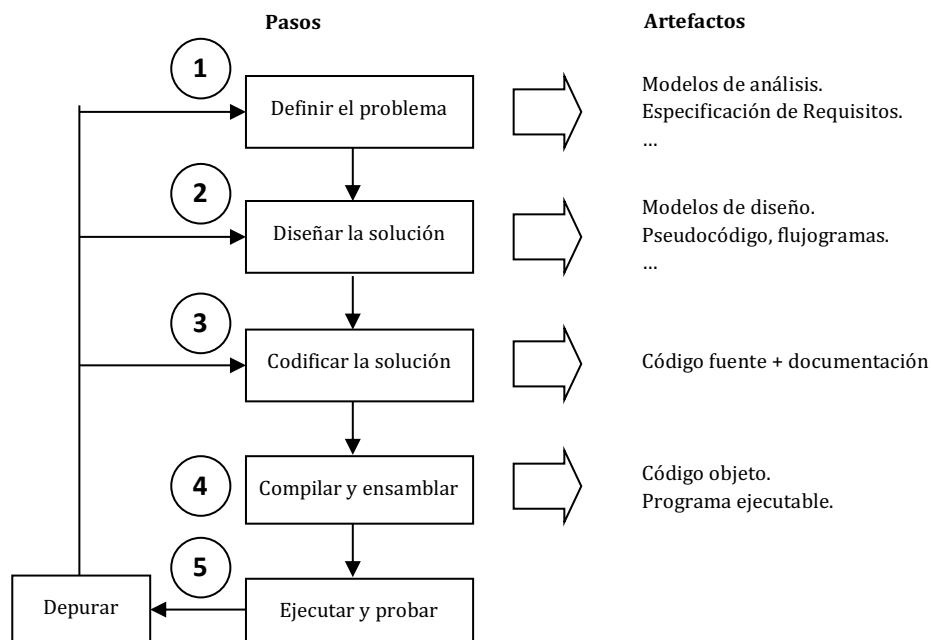 Pasos
Artefactos
1
Definir el problema
Modelos de análisis.
Especificación de Requisitos.
…
2
Diseñar la solución
Modelos de diseño.
Pseudocódigo, flujogramas.
…
3
Codificar la solución
Código fuente + documentación
4
Compilar y ensamblar
Código objeto.
Programa ejecutable.
5
Depurar
Ejecutar y probar